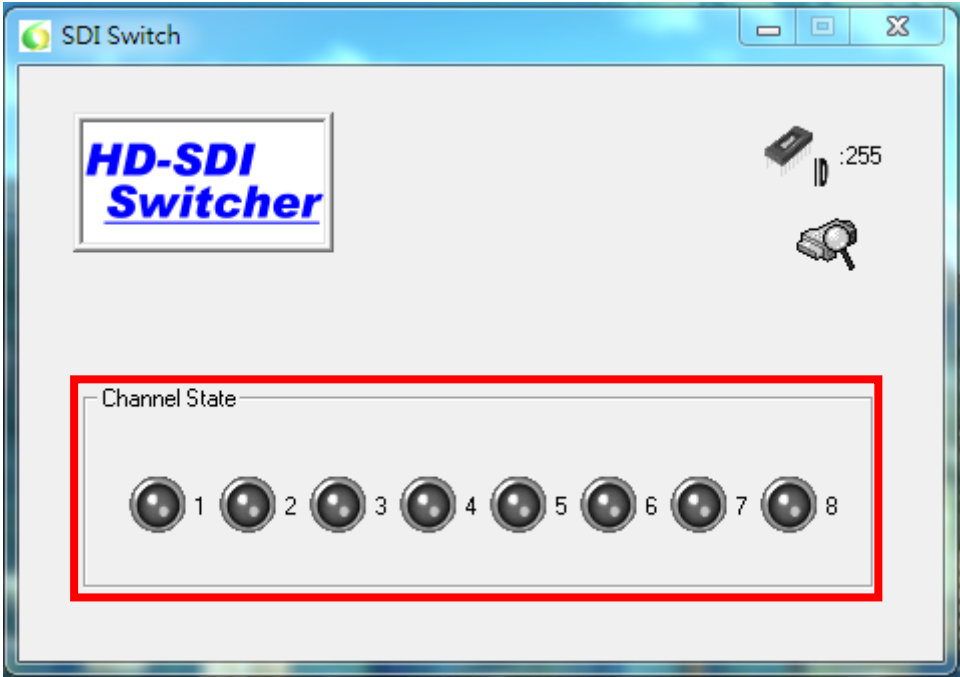 SDI Switch
HD-SDI
Switcher
ID :255
Channel State
1 2 3 4 5 6 7 8